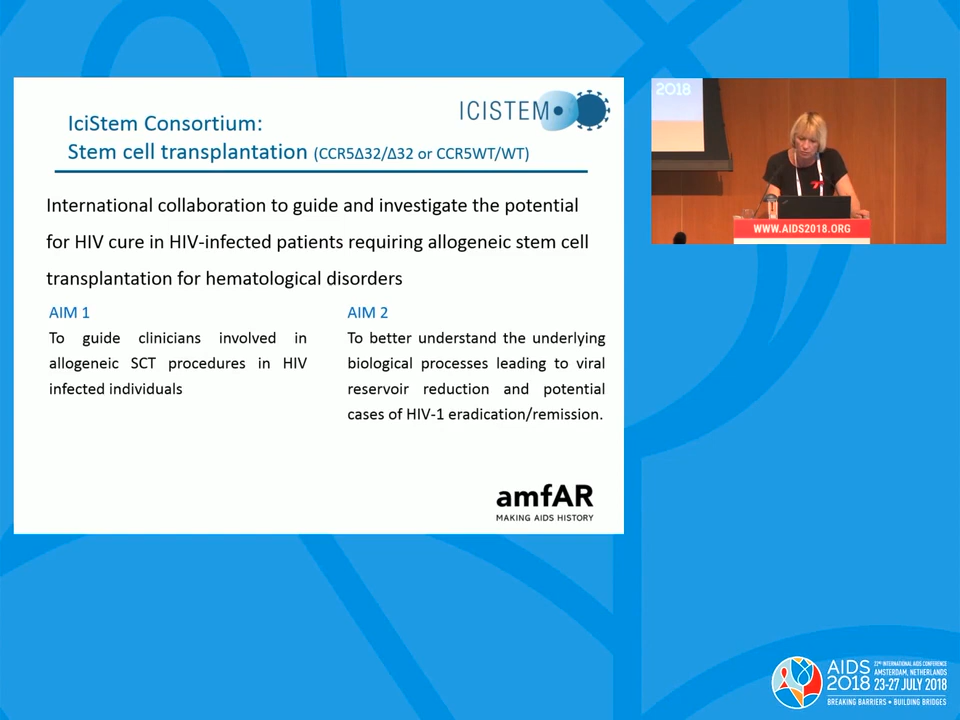 ICISTEM
IciStem Consortium:
Stem cell transplantation (CCR5Δ32/Δ32 or CCR5WT/WT)
International collaboration to guide and investigate the potential
for HIV cure in HIV-infected patients requiring allogeneic stem cell
transplantation for hematological disorders
AIM 1
To guide clinicians involved in
allogeneic SCT procedures in HIV
infected individuals
AIM 2
To better understand the underlying
biological processes leading to viral
reservoir reduction and potential
cases of HIV-1 eradication/remission.
amfAR
MAKING AIDS HISTORY
2018
WWW.AIDS2018.ORG
AIDS
2018
22ND INTERNATIONAL AIDS CONFERENCE
AMSTERDAM, NETHERLANDS
23-27 JULY 2018
BREAKING BARRIERS • BUILDING BRIDGES